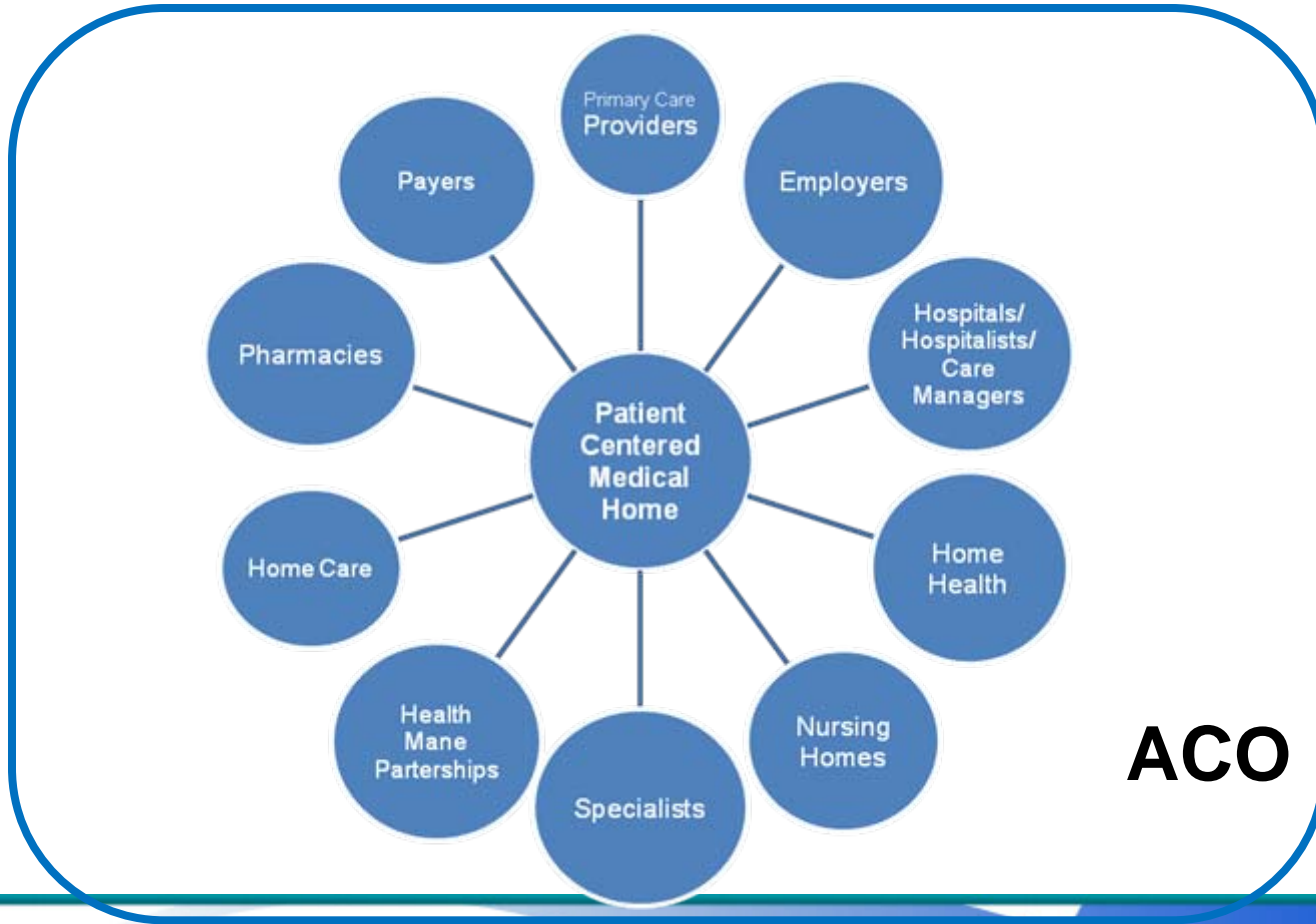 Primary Care
Providers
Employers
Hospitals/
Hospitalists/
Care
Managers
Home
Health
Nursing
Homes
Specialists
Health
Mane
Parterships
Home Care
Pharmacies
Payers
Patient
Centered
Medical
Home
ACO